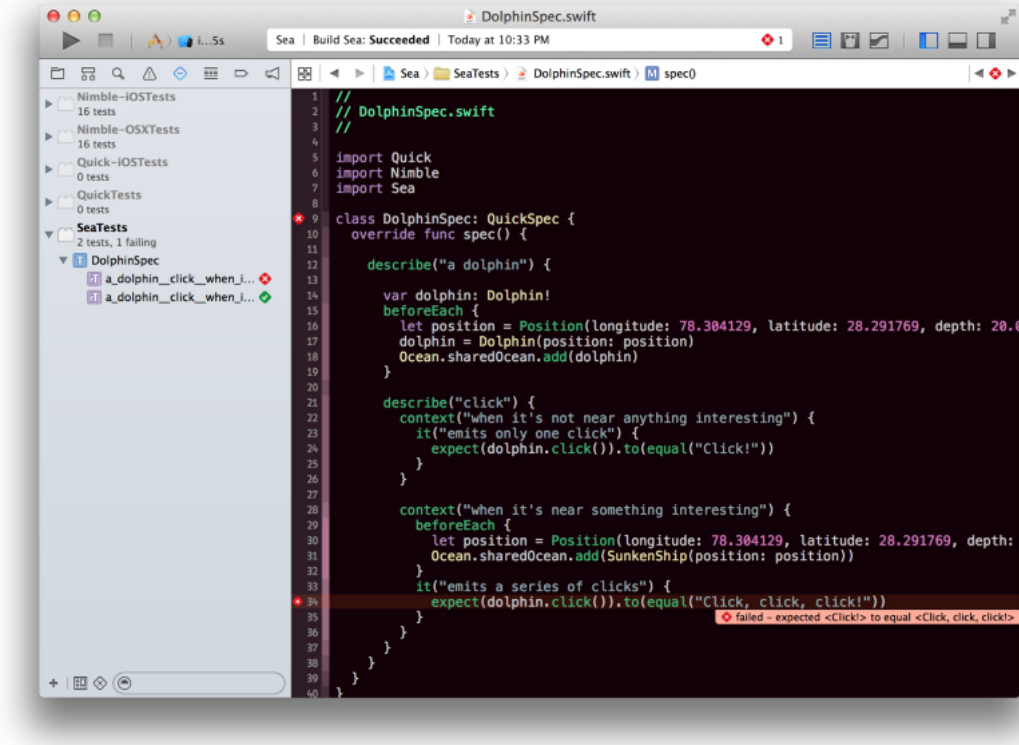 DolphinSpec.swift
i...5s
Sea | Build Sea: Succeeded | Today at 10:33 PM
1
Sea
SeaTests
DolphinSpec.swift
M spec()
Nimble-iOSTests
16 tests
Nimble-OSXTests
16 tests
Quick-iOSTests
0 tests
QuickTests
0 tests
SeaTests
2 tests, 1 failing
T DolphinSpec
a_dolphin__click__when_i...
a_dolphin__click__when_i...
1 //
2 // DolphinSpec.swift
3 //
4
5 import Quick
6 import Nimble
7 import Sea
8
9 class DolphinSpec: QuickSpec {
10 override func spec() {
11
12 describe("a dolphin") {
13
14 var dolphin: Dolphin!
15 beforeEach {
16 let position = Position(longitude: 78.304129, latitude: 28.291769, depth: 20.0
17 dolphin = Dolphin(position: position)
18 Ocean.sharedOcean.add(dolphin)
19 }
20
21 describe("click") {
22 context("when it's not near anything interesting") {
23 it("emits only one click") {
24 expect(dolphin.click()).to(equal("Click!"))
25 }
26 }
27
28 context("when it's near something interesting") {
29 beforeEach {
30 let position = Position(longitude: 78.304129, latitude: 28.291769, depth:
31 Ocean.sharedOcean.add(SunkenShip(position: position))
32 }
33 it("emits a series of clicks") {
34 expect(dolphin.click()).to(equal("Click, click, click!"))
failed - expected <Click!> to equal <Click, click, click!>
35 }
36 }
37 }
38 }
39 }
40 }